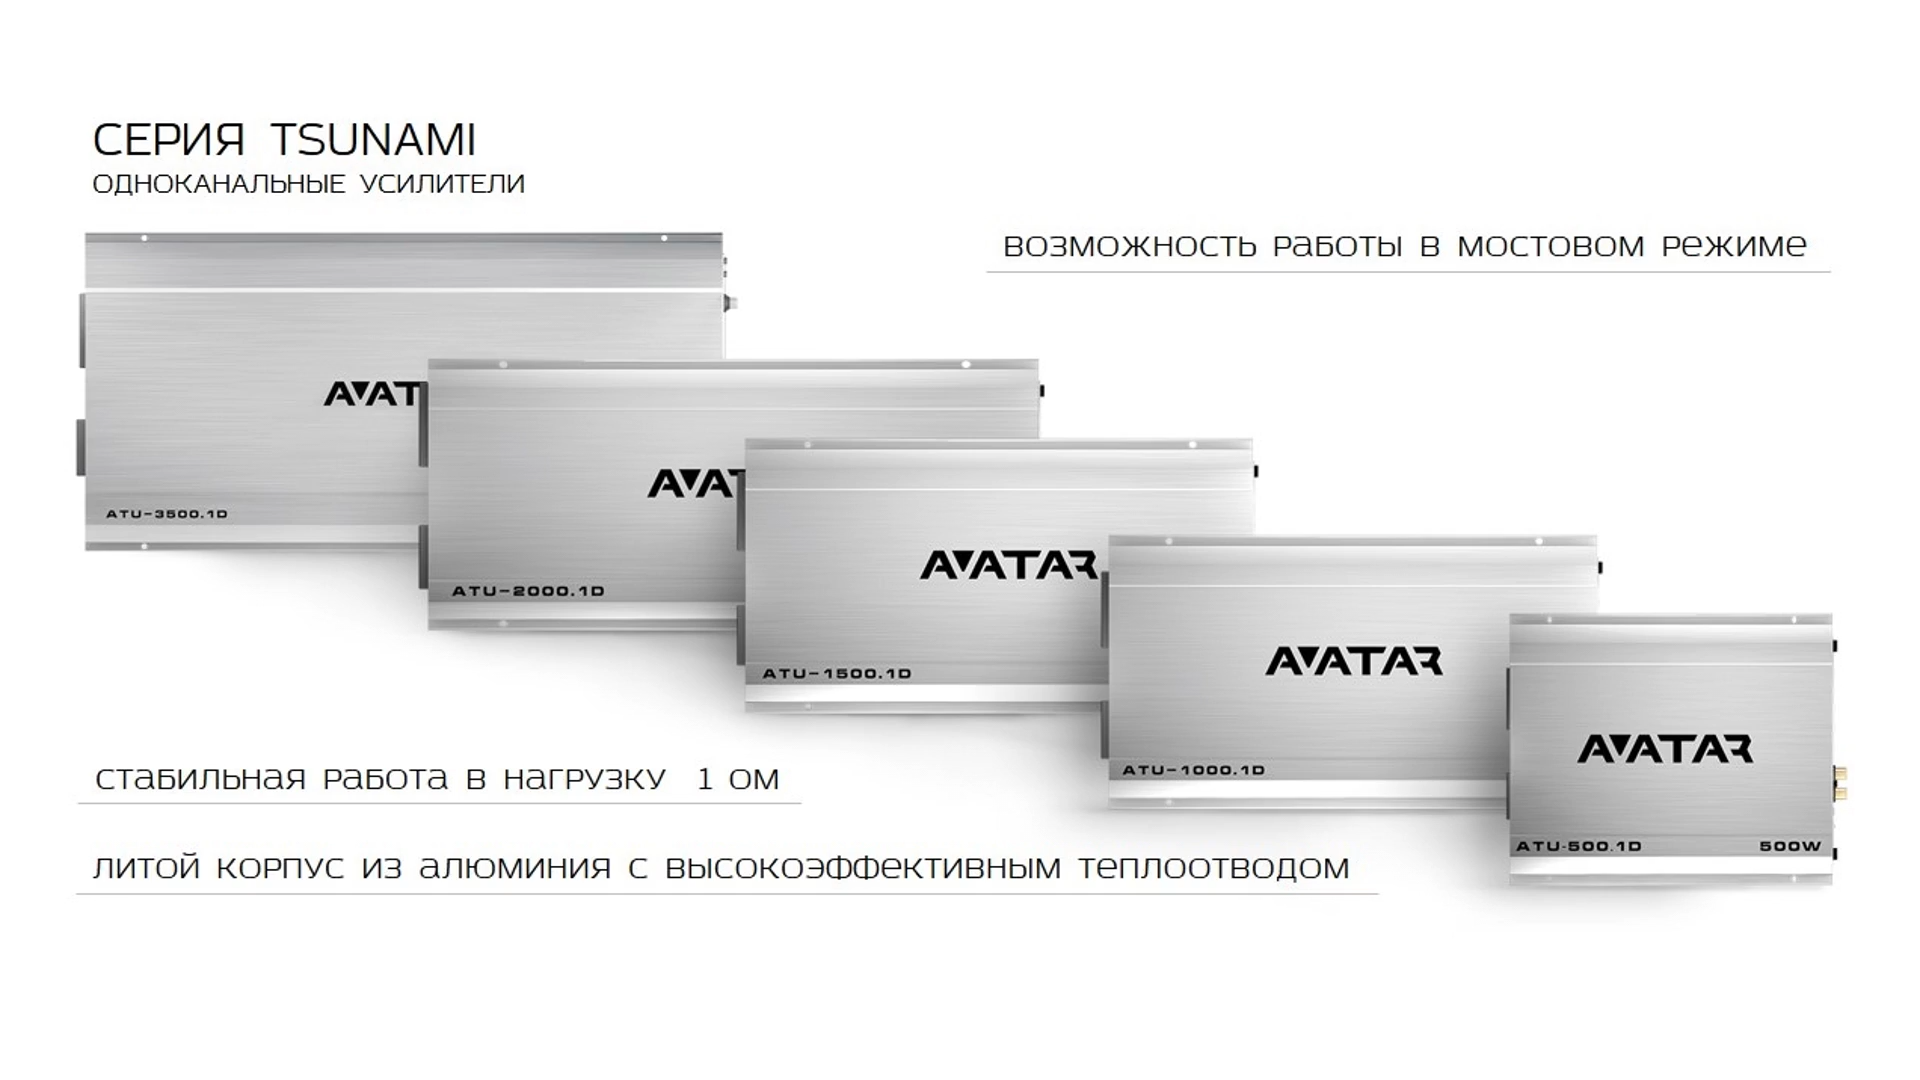 СЕРИЯ TSUNAMI
ОДНОКАНАЛЬНЫЕ УСИЛИТЕЛИ
ВОЗМОЖНОСТЬ РАБОТЫ В МОСТОВОМ РЕЖИМЕ
AVAT
ATU-3500.1D
AVA
ATU-2000.1D
AVATAR
ATU-1500.1D
AVATAR
ATU-1000.1D
AVATAR
ATU-500.1D 500W
СТАБИЛЬНАЯ РАБОТА В НАГРУЗКУ 1 ОМ
ЛИТОЙ КОРПУС ИЗ АЛЮМИНИЯ С ВЫСОКОЭФФЕКТИВНЫМ ТЕПЛООТВОДОМ